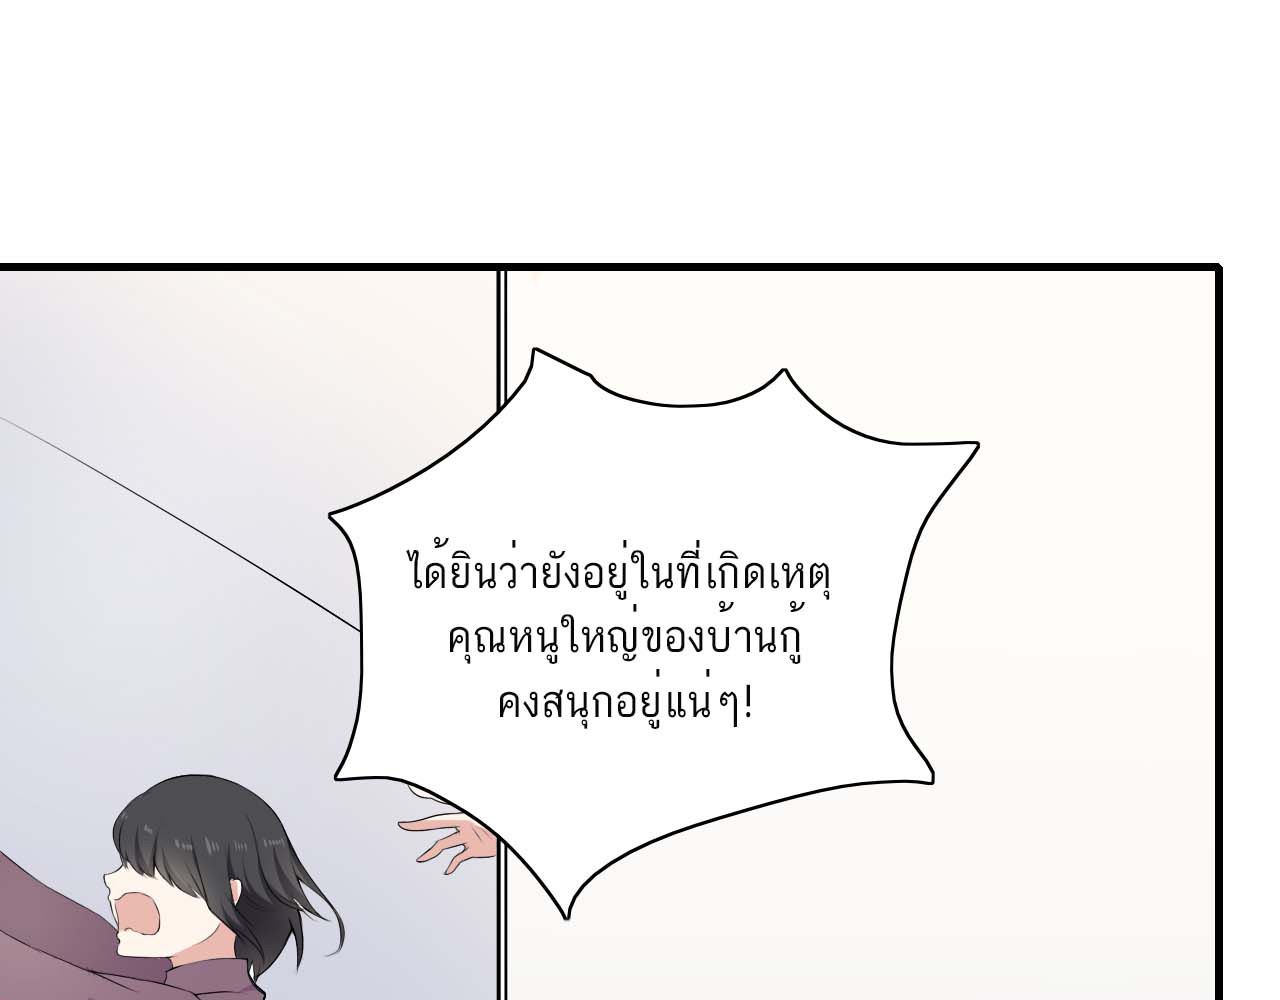 ได้ยินว่ายังอยู่ในที่เกิดเหตุ
คุณหนูใหญ่ของบ้านกู้
คงสนุกอยู่แน่ๆ!